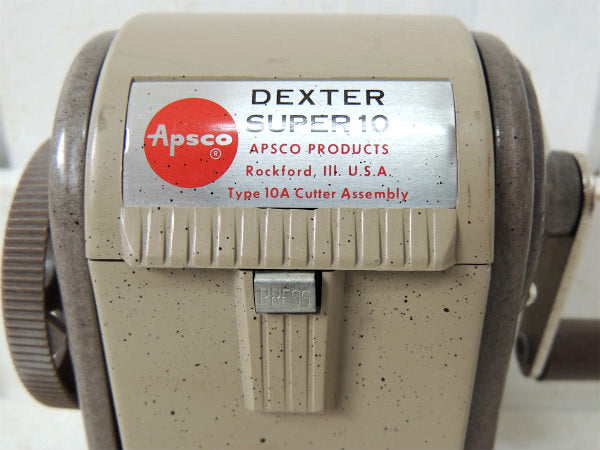 Apsco
®
DEXTER
SUPER 10
APSCO PRODUCTS
Rockford, Ill. U.S.A.
Type 10A Cutter Assembly
PRESS